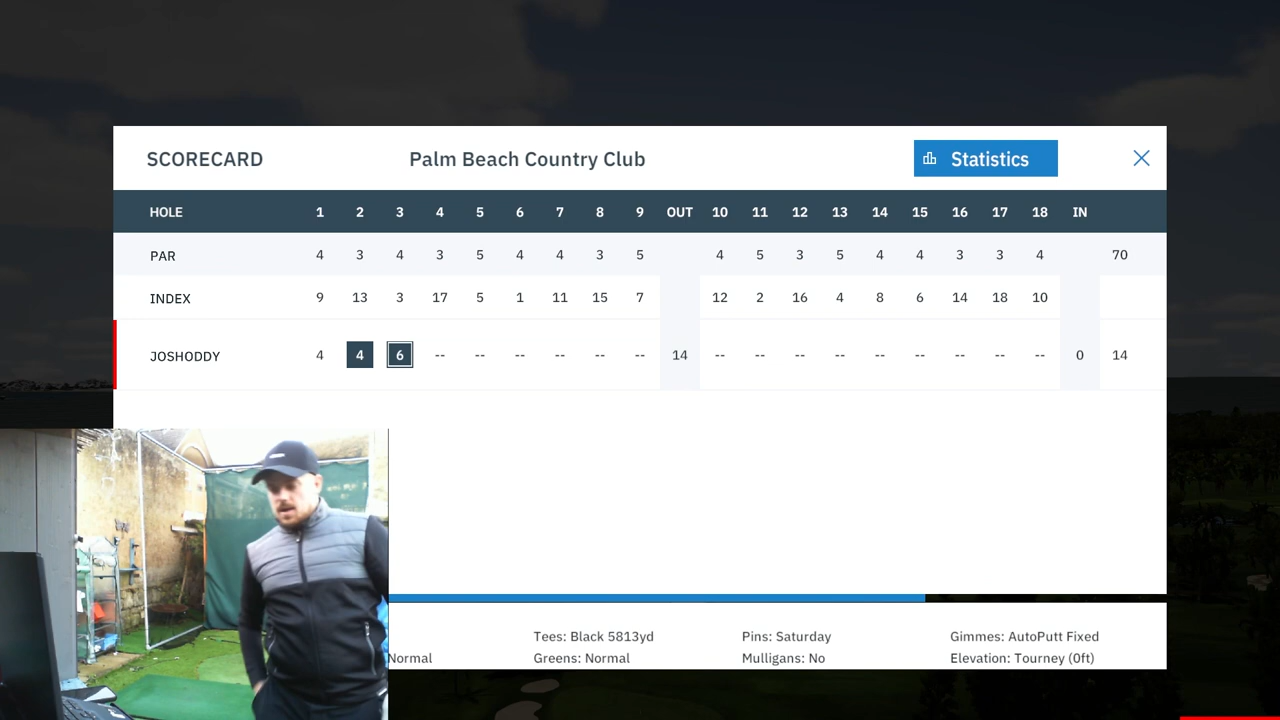 SCORECARD Palm Beach Country Club Statistics
HOLE 1 2 3 4 5 6 7 8 9 OUT 10 11 12 13 14 15 16 17 18 IN
PAR 4 3 4 3 5 4 4 3 5 4 5 3 5 4 4 3 3 4 70
INDEX 9 13 3 17 5 1 11 15 7 12 2 16 4 8 6 14 18 10
JOSHODDY 4 4 6 -- -- -- -- -- -- 14 -- -- -- -- -- -- -- -- -- 0 14
Tees: Black 5813yd Pins: Saturday Gimmes: AutoPutt Fixed
Normal Greens: Normal Mulligans: No Elevation: Tourney (0ft)